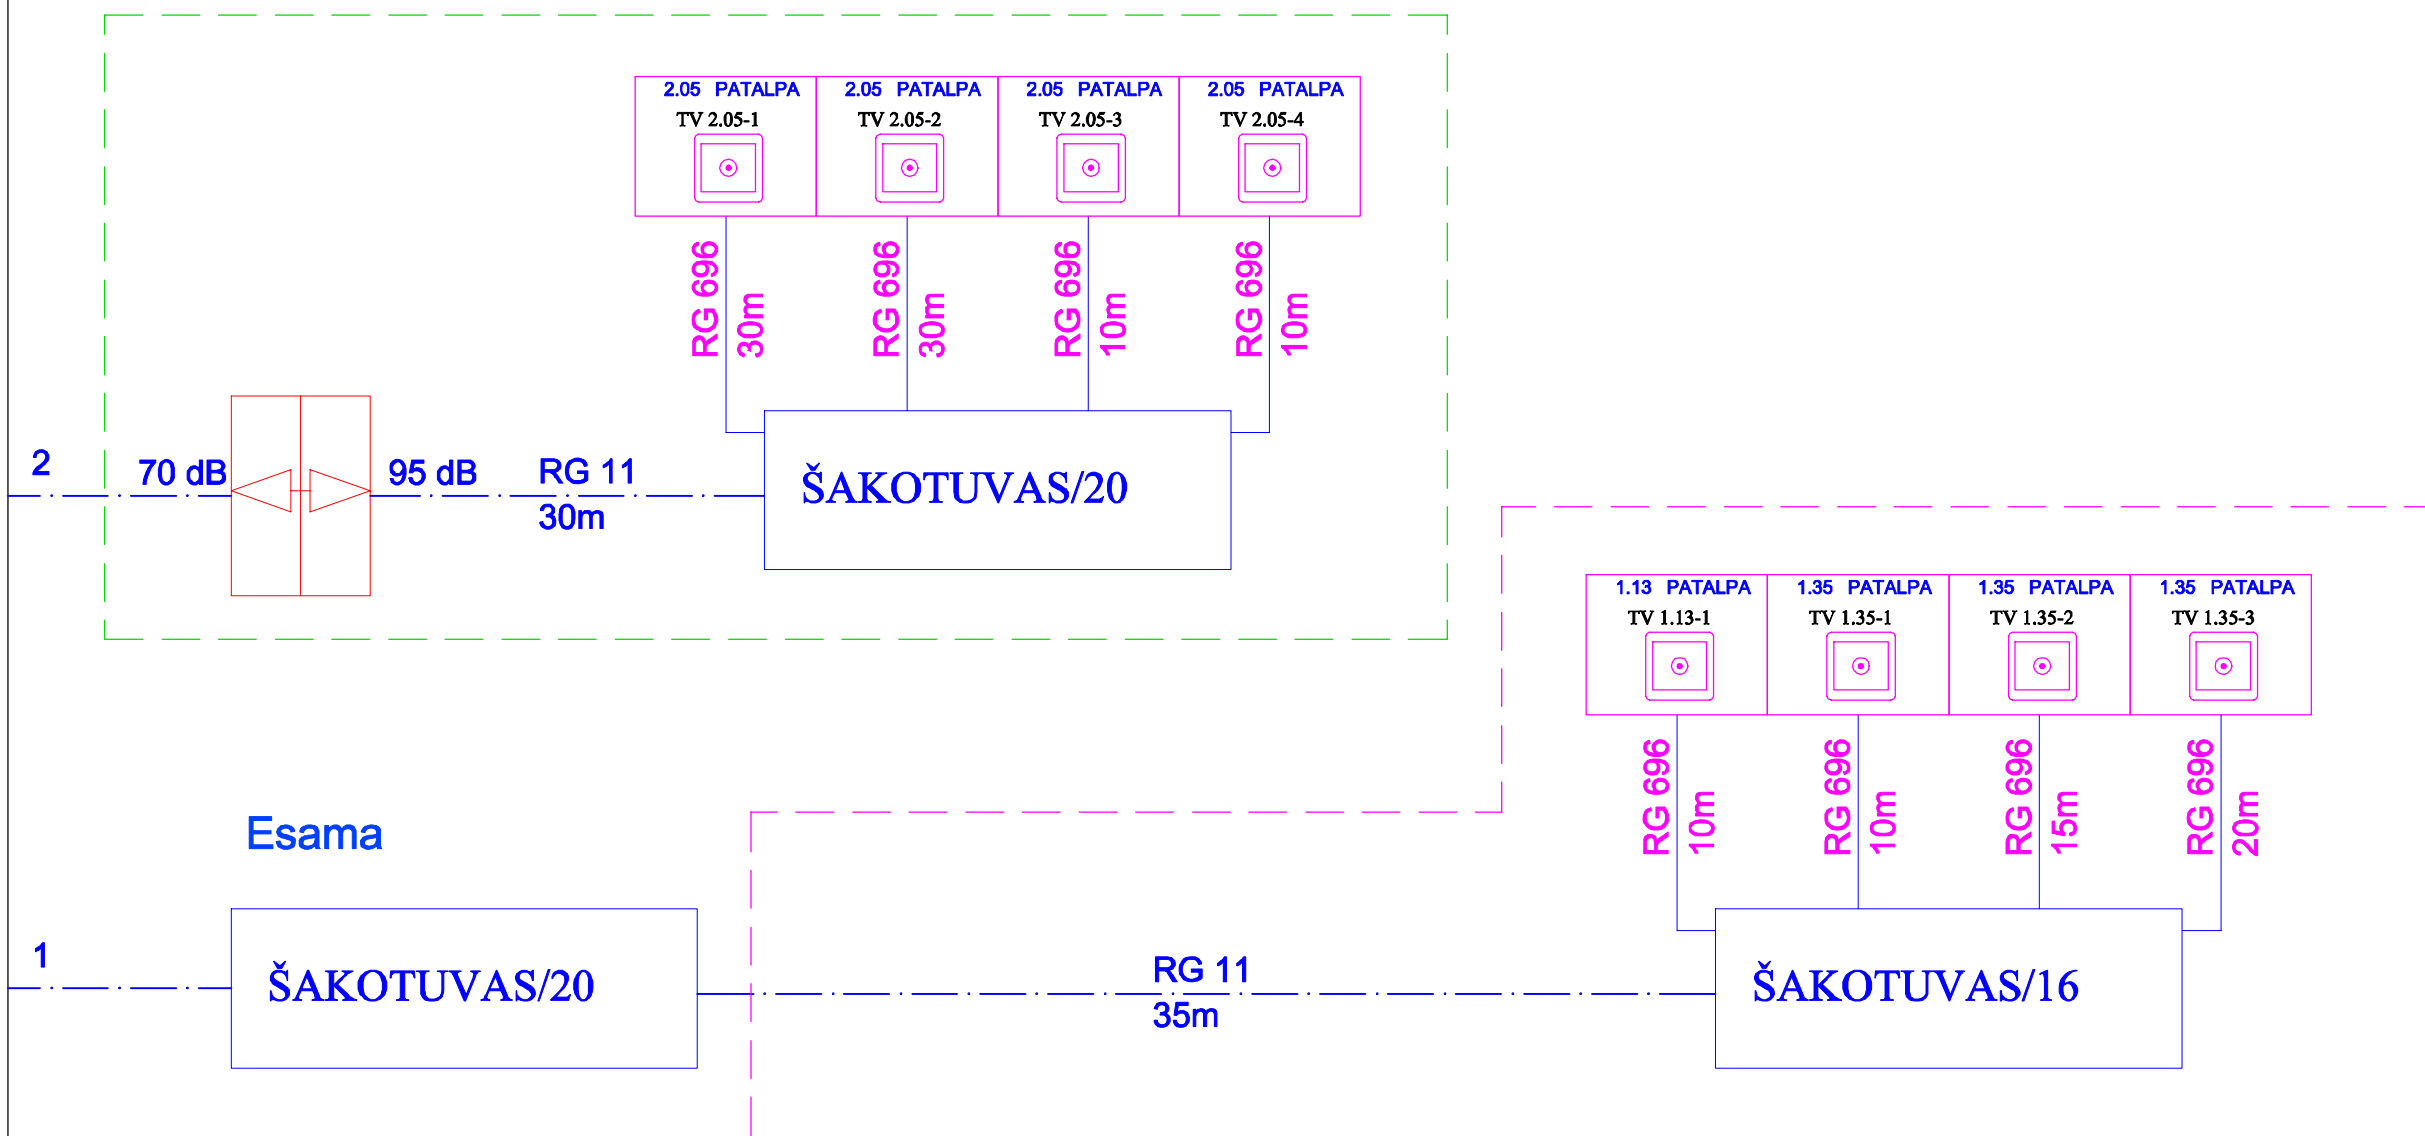 2.05 PATALPA
TV 2.05-1
2.05 PATALPA
TV 2.05-2
2.05 PATALPA
TV 2.05-3
2.05 PATALPA
TV 2.05-4
RG 696
30m
RG 696
30m
RG 696
10m
RG 696
10m
2
70 dB
95 dB
RG 11
30m
ŠAKOTUVAS/20
1.13 PATALPA
TV 1.13-1
1.35 PATALPA
TV 1.35-1
1.35 PATALPA
TV 1.35-2
1.35 PATALPA
TV 1.35-3
RG 696
10m
RG 696
10m
RG 696
15m
RG 696
20m
Esama
1
ŠAKOTUVAS/20
RG 11
35m
ŠAKOTUVAS/16